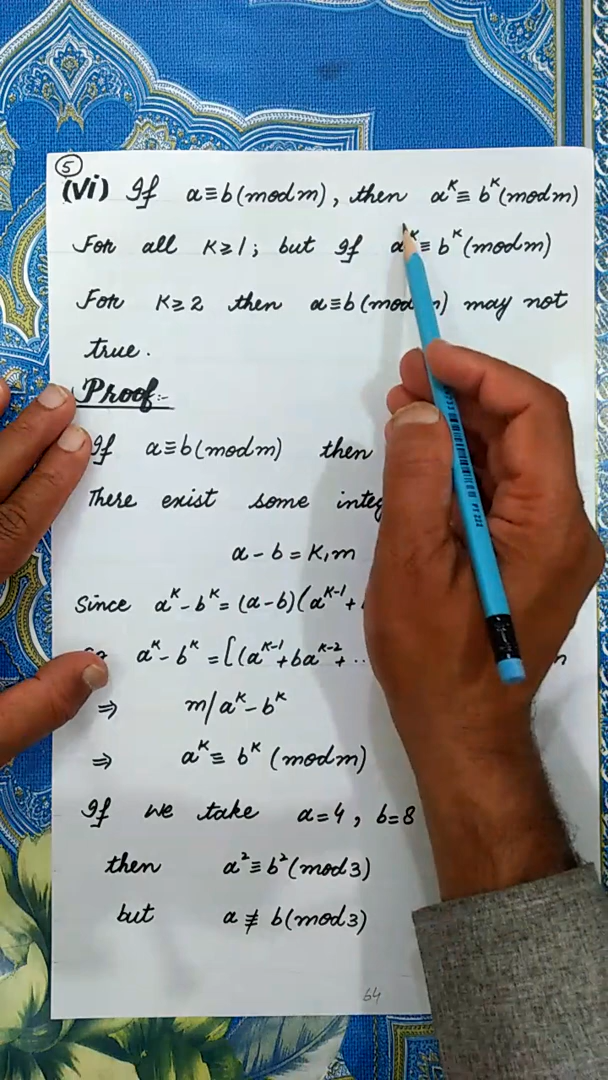 5
(vi) If a≡b(mod m), then aᴷ≡bᴷ(mod m)
For all K≥1; but if aᴷ≡ bᴷ(mod m)
For K≥2 then a≡b(mod m) may not
true.
Proof:-
If a≡b(mod m) then
There exist some
a-b=K₁m
Since aᴷ-bᴷ=(a-b)(aᴷ⁻¹+
aᴷ-bᴷ=[(aᴷ⁻¹+baᴷ⁻²+..
⇒ m/aᴷ-bᴷ
⇒ aᴷ≡ bᴷ (mod m)
If we take a=4, b=8
then a²≡b²(mod 3)
but a≢ b(mod 3)
64